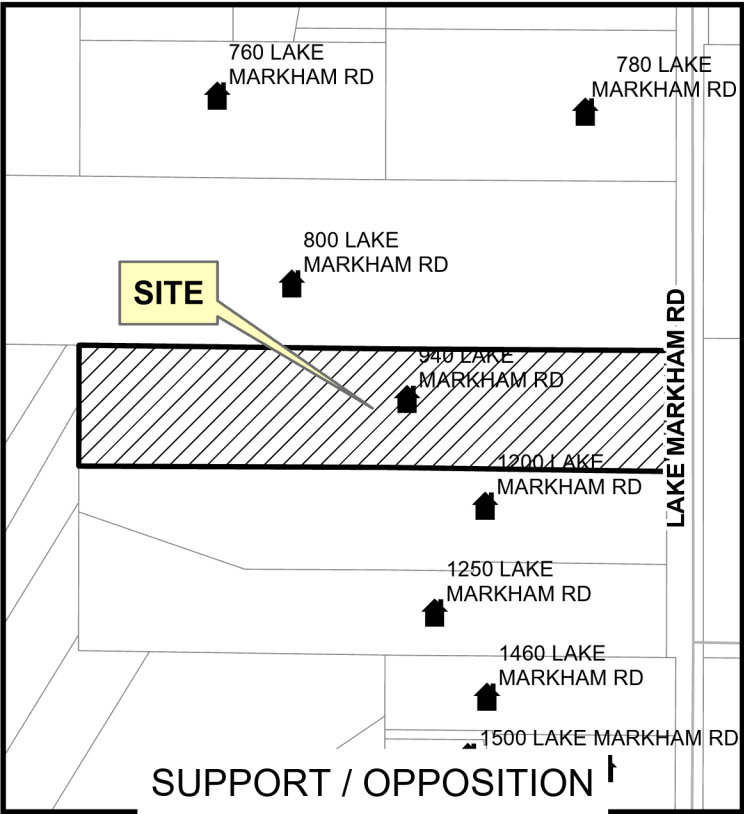 760 LAKE
MARKHAM RD
780 LAKE
MARKHAM RD
800 LAKE
MARKHAM RD
SITE
940 LAKE
MARKHAM RD
LAKE MARKHAM RD
1200 LAKE
MARKHAM RD
1250 LAKE
MARKHAM RD
1460 LAKE
MARKHAM RD
1500 LAKE MARKHAM RD
SUPPORT / OPPOSITION